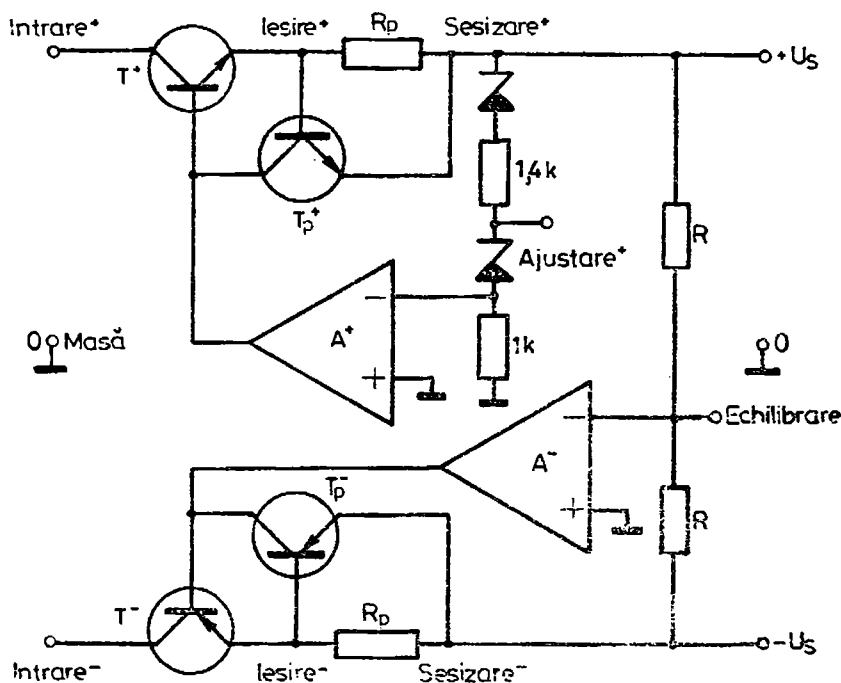 Intrare+
Iesire+
Rp
Sesizare+
+Us
T+
Tp+
1,4k
R
Ajustare+
A+
−
+
1k
0 Masă
0
−
Echilibrare
A−
+
Tp−
R
T−
Rp
−Us
Intrare−
Iesire−
Sesizare−